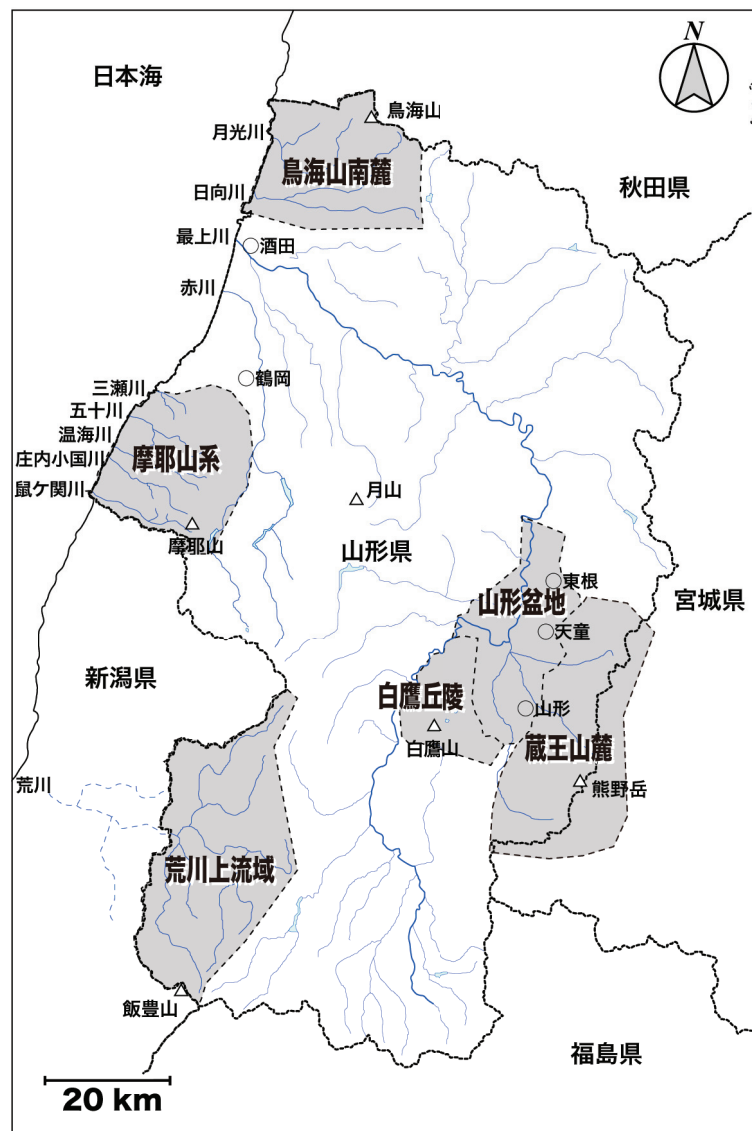 N
日本海
鳥海山
月光川
鳥海山南麓
秋田県
日向川
最上川
酒田
赤川
鶴岡
三瀬川
五十川
温海川
庄内小国川
摩耶山系
鼠ケ関川
月山
摩耶山
山形県
東根
山形盆地
宮城県
天童
新潟県
白鷹丘陵
山形
白鷹山
蔵王山麓
荒川
熊野岳
荒川上流域
飯豊山
福島県
20 km